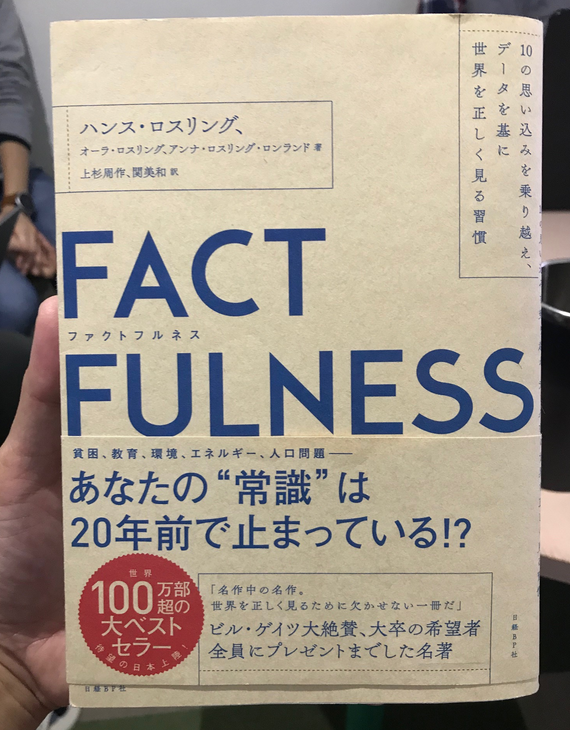 10の思い込みを乗り越え、
データを基に
世界を正しく見る習慣
ハンス・ロスリング、
オーラ・ロスリング、アンナ・ロスリング・ロンランド 著
上杉周作、関美和 訳
FACT
ファクトフルネス
FULNESS
貧困、教育、環境、エネルギー、人口問題──
あなたの“常識”は
20年前で止まっている!?
世界
100万部
超の
大ベスト
セラー
待望の日本上陸!
「名作中の名作。
世界を正しく見るために欠かせない一冊だ」
ビル・ゲイツ大絶賛、大卒の希望者
全員にプレゼントまでした名著
日経BP社
日経BP社